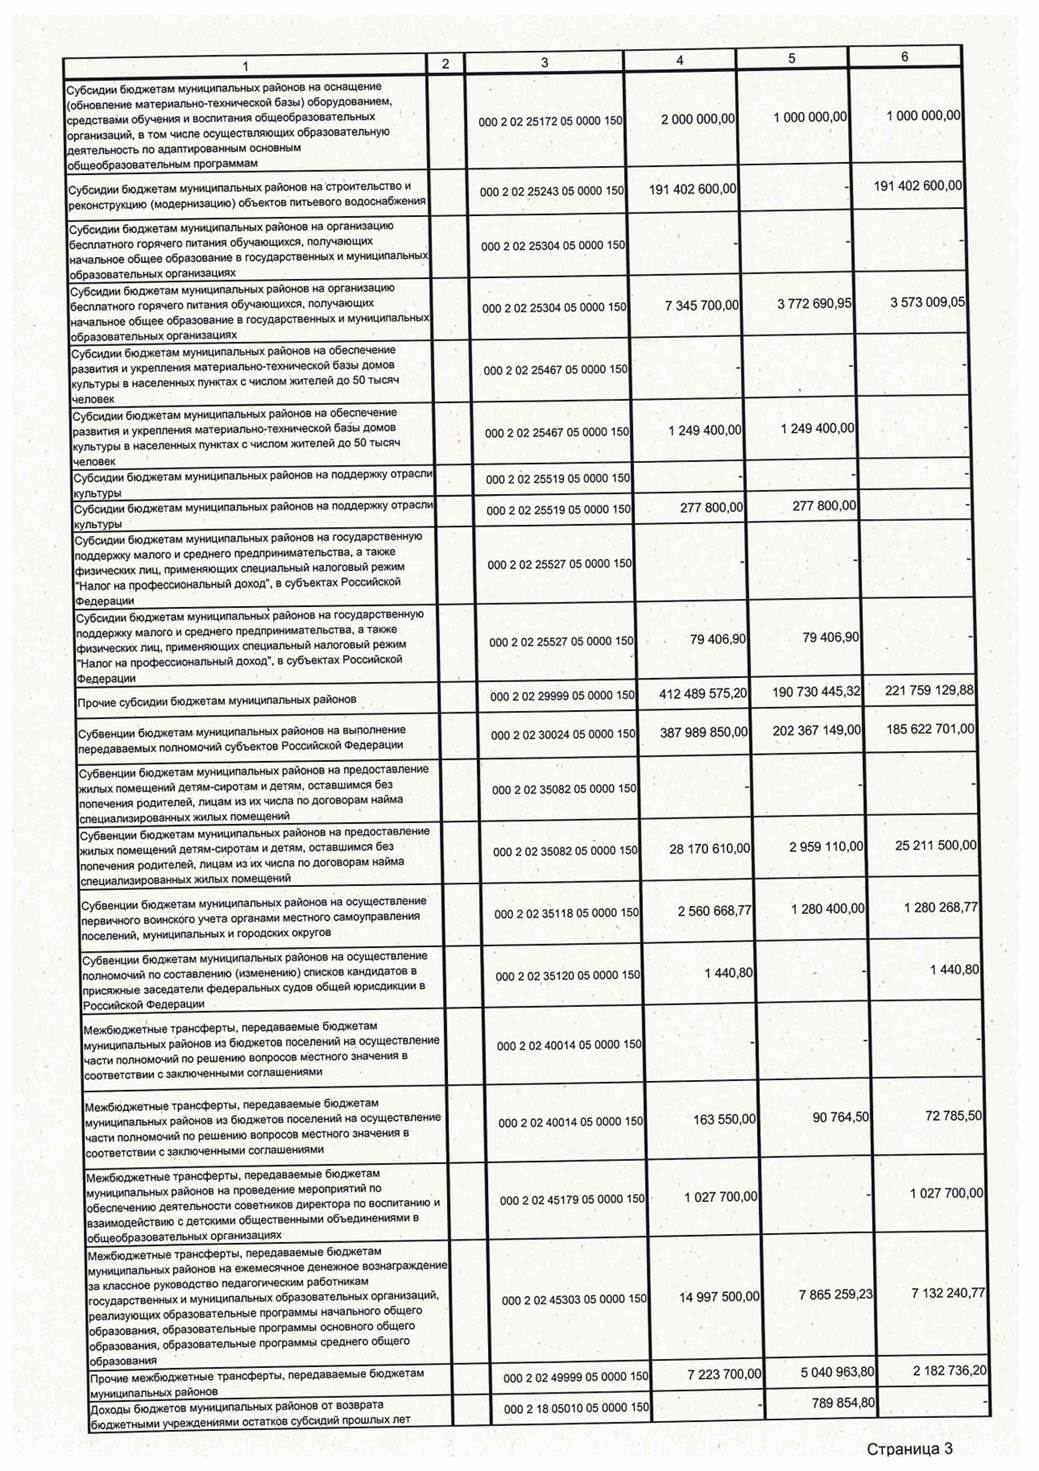 1 2 3 4 5 6
Субсидии бюджетам муниципальных районов на оснащение
(обновление материально-технической базы) оборудованием,
средствами обучения и воспитания общеобразовательных
организаций, в том числе осуществляющих образовательную
деятельность по адаптированным основным
общеобразовательным программам
000 2 02 25172 05 0000 150 2 000 000,00 1 000 000,00 1 000 000,00
Субсидии бюджетам муниципальных районов на строительство и
реконструкцию (модернизацию) объектов питьевого водоснабжения
000 2 02 25243 05 0000 150 191 402 600,00 - 191 402 600,00
Субсидии бюджетам муниципальных районов на организацию
бесплатного горячего питания обучающихся, получающих
начальное общее образование в государственных и муниципальных
образовательных организациях
000 2 02 25304 05 0000 150 - - -
Субсидии бюджетам муниципальных районов на организацию
бесплатного горячего питания обучающихся, получающих
начальное общее образование в государственных и муниципальных
образовательных организациях
000 2 02 25304 05 0000 150 7 345 700,00 3 772 690,95 3 573 009,05
Субсидии бюджетам муниципальных районов на обеспечение
развития и укрепления материально-технической базы домов
культуры в населенных пунктах с числом жителей до 50 тысяч
человек
000 2 02 25467 05 0000 150 - - -
Субсидии бюджетам муниципальных районов на обеспечение
развития и укрепления материально-технической базы домов
культуры в населенных пунктах с числом жителей до 50 тысяч
человек
000 2 02 25467 05 0000 150 1 249 400,00 1 249 400,00 -
Субсидии бюджетам муниципальных районов на поддержку отрасли
культуры
000 2 02 25519 05 0000 150 - - -
Субсидии бюджетам муниципальных районов на поддержку отрасли
культуры
000 2 02 25519 05 0000 150 277 800,00 277 800,00 -
Субсидии бюджетам муниципальных районов на государственную
поддержку малого и среднего предпринимательства, а также
физических лиц, применяющих специальный налоговый режим
"Налог на профессиональный доход", в субъектах Российской
Федерации
000 2 02 25527 05 0000 150 - - -
Субсидии бюджетам муниципальных районов на государственную
поддержку малого и среднего предпринимательства, а также
физических лиц, применяющих специальный налоговый режим
"Налог на профессиональный доход", в субъектах Российской
Федерации
000 2 02 25527 05 0000 150 79 406,90 79 406,90 -
Прочие субсидии бюджетам муниципальных районов
000 2 02 29999 05 0000 150 412 489 575,20 190 730 445,32 221 759 129,88
Субвенции бюджетам муниципальных районов на выполнение
передаваемых полномочий субъектов Российской Федерации
000 2 02 30024 05 0000 150 387 989 850,00 202 367 149,00 185 622 701,00
Субвенции бюджетам муниципальных районов на предоставление
жилых помещений детям-сиротам и детям, оставшимся без
попечения родителей, лицам из их числа по договорам найма
специализированных жилых помещений
000 2 02 35082 05 0000 150 - - -
Субвенции бюджетам муниципальных районов на предоставление
жилых помещений детям-сиротам и детям, оставшимся без
попечения родителей, лицам из их числа по договорам найма
специализированных жилых помещений
000 2 02 35082 05 0000 150 28 170 610,00 2 959 110,00 25 211 500,00
Субвенции бюджетам муниципальных районов на осуществление
первичного воинского учета органами местного самоуправления
поселений, муниципальных и городских округов
000 2 02 35118 05 0000 150 2 560 668,77 1 280 400,00 1 280 268,77
Субвенции бюджетам муниципальных районов на осуществление
полномочий по составлению (изменению) списков кандидатов в
присяжные заседатели федеральных судов общей юрисдикции в
Российской Федерации
000 2 02 35120 05 0000 150 1 440,80 - 1 440,80
Межбюджетные трансферты, передаваемые бюджетам
муниципальных районов из бюджетов поселений на осуществление
части полномочий по решению вопросов местного значения в
соответствии с заключенными соглашениями
000 2 02 40014 05 0000 150 - - -
Межбюджетные трансферты, передаваемые бюджетам
муниципальных районов из бюджетов поселений на осуществление
части полномочий по решению вопросов местного значения в
соответствии с заключенными соглашениями
000 2 02 40014 05 0000 150 163 550,00 90 764,50 72 785,50
Межбюджетные трансферты, передаваемые бюджетам
муниципальных районов на проведение мероприятий по
обеспечению деятельности советников директора по воспитанию и
взаимодействию с детскими общественными объединениями в
общеобразовательных организациях
000 2 02 45179 05 0000 150 1 027 700,00 - 1 027 700,00
Межбюджетные трансферты, передаваемые бюджетам
муниципальных районов на ежемесячное денежное вознаграждение
за классное руководство педагогическим работникам
государственных и муниципальных образовательных организаций,
реализующих образовательные программы начального общего
образования, образовательные программы основного общего
образования, образовательные программы среднего общего
образования
000 2 02 45303 05 0000 150 14 997 500,00 7 865 259,23 7 132 240,77
Прочие межбюджетные трансферты, передаваемые бюджетам
муниципальных районов
000 2 02 49999 05 0000 150 7 223 700,00 5 040 963,80 2 182 736,20
Доходы бюджетов муниципальных районов от возврата
бюджетными учреждениями остатков субсидий прошлых лет
000 2 18 05010 05 0000 150 - 789 854,80 -
Страница 3